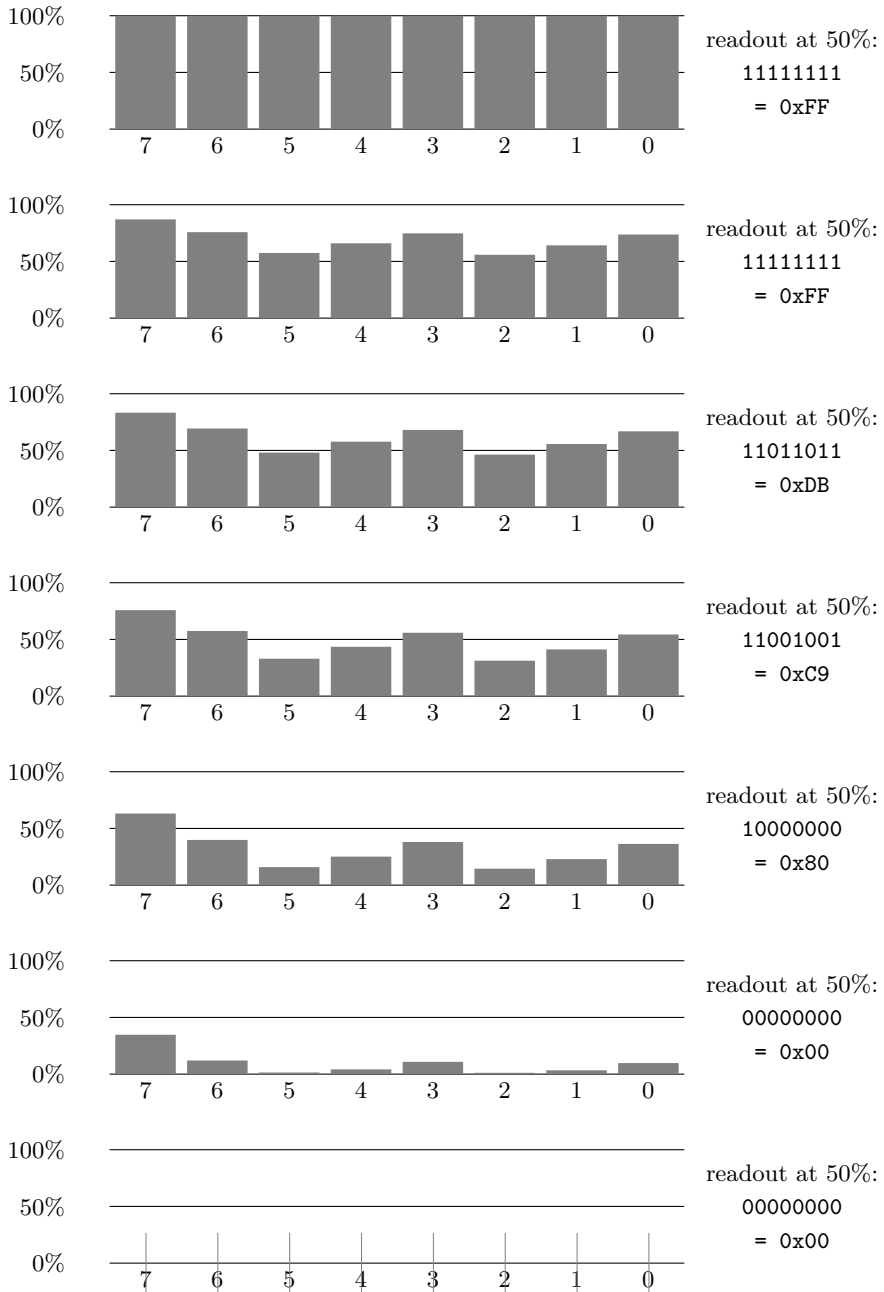 100%
readout at 50%:
50%
11111111
= 0xFF
0%
7 6 5 4 3 2 1 0
100%
readout at 50%:
50%
11111111
= 0xFF
0%
7 6 5 4 3 2 1 0
100%
readout at 50%:
50%
11011011
= 0xDB
0%
7 6 5 4 3 2 1 0
100%
readout at 50%:
50%
11001001
= 0xC9
0%
7 6 5 4 3 2 1 0
100%
readout at 50%:
50%
10000000
= 0x80
0%
7 6 5 4 3 2 1 0
100%
readout at 50%:
50%
00000000
= 0x00
0%
7 6 5 4 3 2 1 0
100%
readout at 50%:
50%
00000000
= 0x00
0%
7 6 5 4 3 2 1 0